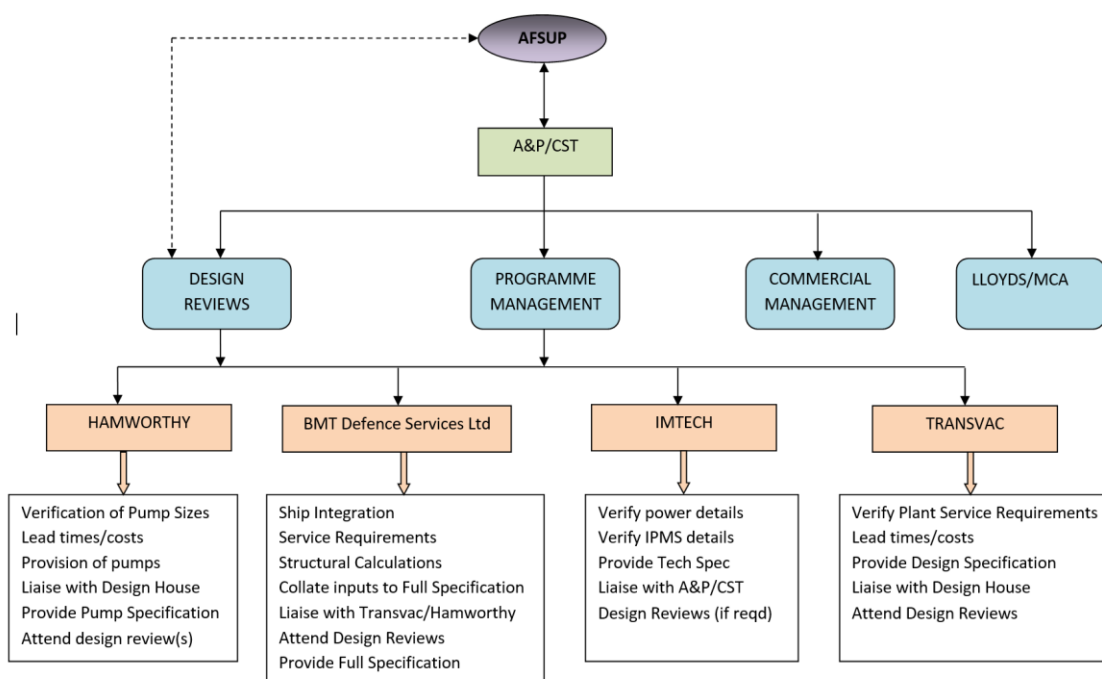 AFSUP
A&P/CST
DESIGN
REVIEWS
PROGRAMME
MANAGEMENT
COMMERCIAL
MANAGEMENT
LLOYDS/MCA
HAMWORTHY
BMT Defence Services Ltd
IMTECH
TRANSVAC
Verification of Pump Sizes
Lead times/costs
Provision of pumps
Liaise with Design House
Provide Pump Specification
Attend design review(s)
Ship Integration
Service Requirements
Structural Calculations
Collate inputs to Full Specification
Liaise with Transvac/Hamworthy
Attend Design Reviews
Provide Full Specification
Verify power details
Verify IPMS details
Provide Tech Spec
Liaise with A&P/CST
Design Reviews (if reqd)
Verify Plant Service Requirements
Lead times/costs
Provide Design Specification
Liaise with Design House
Attend Design Reviews